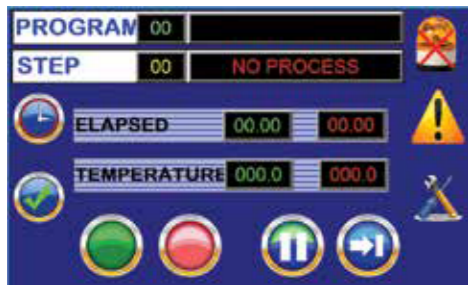 PROGRAM 00
STEP 00 NO PROCESS
ELAPSED 00.00 00.00
TEMPERATURE 000.0 000.0